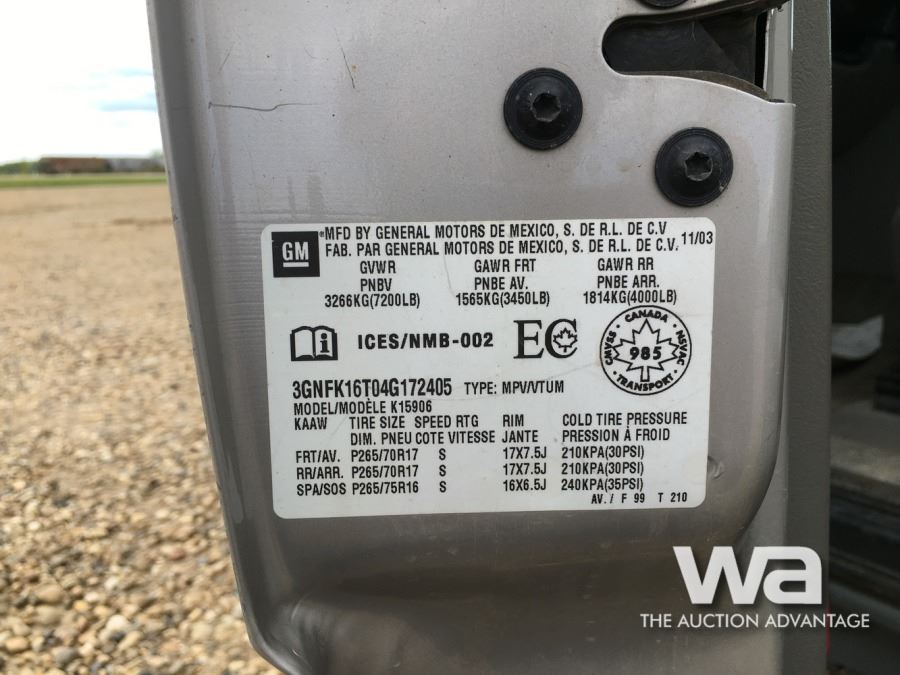 GM
MFD BY GENERAL MOTORS DE MEXICO, S. DE R.L. DE C.V
FAB. PAR GENERAL MOTORS DE MEXICO, S. DE R.L. DE C.V. 11/03
GVWR GAWR FRT GAWR RR
PNBV PNBE AV. PNBE ARR.
3266KG(7200LB) 1565KG(3450LB) 1814KG(4000LB)
i ICES/NMB-002 EC
CANADA
CMVSS 985 NSVAC
TRANSPORT
3GNFK16T04G172405 TYPE: MPV/VTUM
MODEL/MODÈLE K15906
KAAW TIRE SIZE SPEED RTG RIM COLD TIRE PRESSURE
DIM. PNEU COTE VITESSE JANTE PRESSION À FROID
FRT/AV. P265/70R17 S 17X7.5J 210KPA(30PSI)
RR/ARR. P265/70R17 S 17X7.5J 210KPA(30PSI)
SPA/SOS P265/75R16 S 16X6.5J 240KPA(35PSI)
AV./ F 99 T 210
wa
THE AUCTION ADVANTAGE